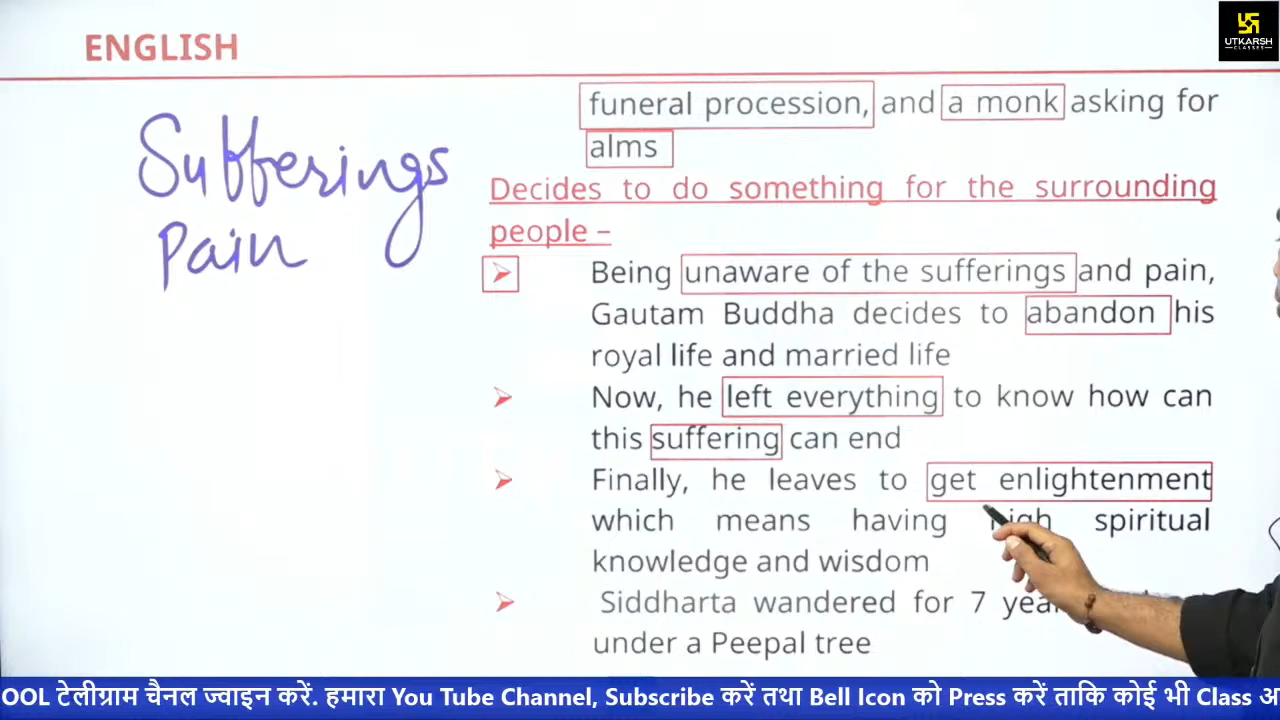 ENGLISH
UTKARSH
CLASSES
Sufferings
Pain
funeral procession, and a monk asking for
alms
Decides to do something for the surrounding
people –
➢ Being unaware of the sufferings and pain,
Gautam Buddha decides to abandon his
royal life and married life
➢ Now, he left everything to know how can
this suffering can end
➢ Finally, he leaves to get enlightenment
which means having high spiritual
knowledge and wisdom
➢ Siddharta wandered for 7
under a Peepal tree
OOL टेलीग्राम चैनल ज्वाइन करें. हमारा You Tube Channel, Subscribe करें तथा Bell Icon को Press करें ताकि कोई भी Class